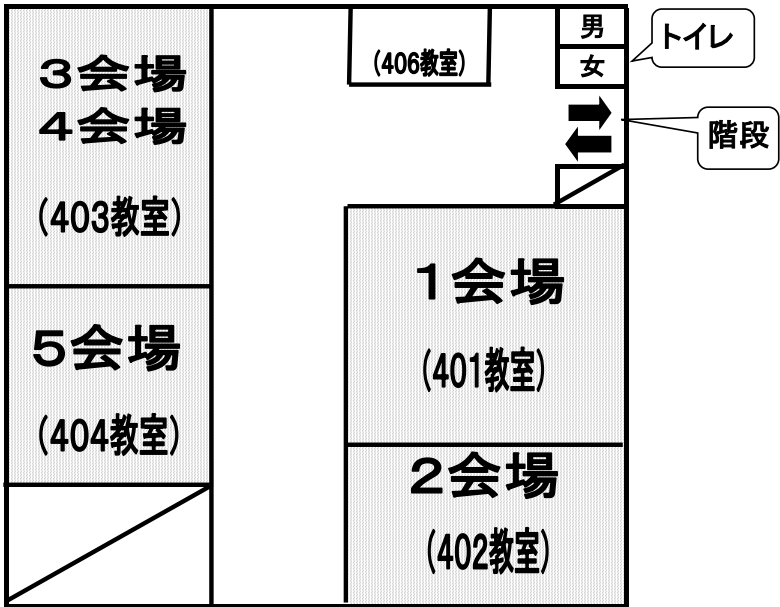 3会場
4会場
(403教室)
5会場
(404教室)
(406教室)
男
女
トイレ
階段
1会場
(401教室)
2会場
(402教室)